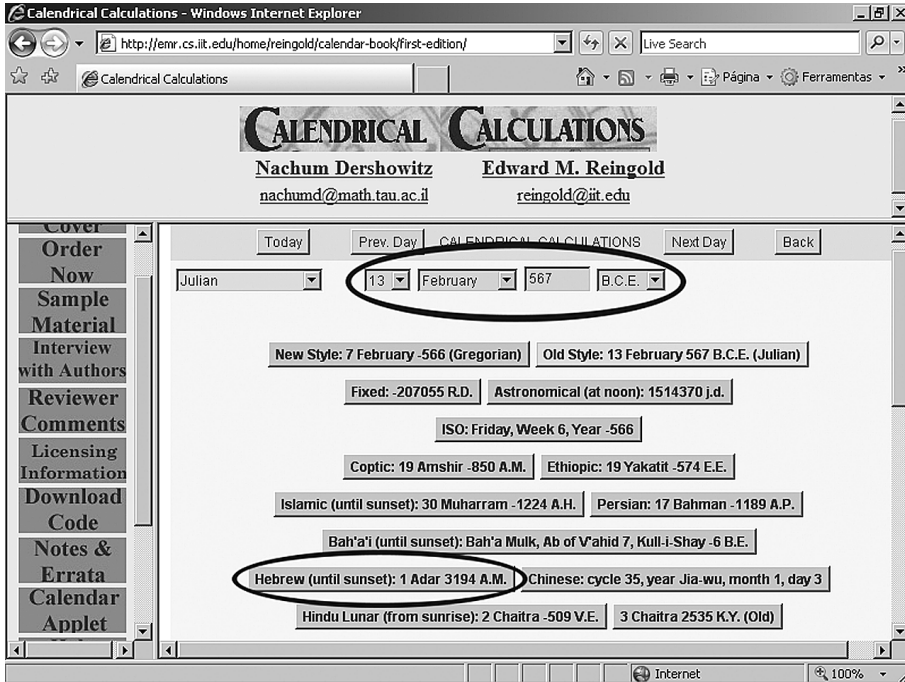 Calendrical Calculations - Windows Internet Explorer
http://emr.cs.iit.edu/home/reingold/calendar-book/first-edition/ Live Search
Calendrical Calculations Página Ferramentas
CALENDRICAL CALCULATIONS
Nachum Dershowitz Edward M. Reingold
nachumd@math.tau.ac.il reingold@iit.edu
Cover
Order
Now
Sample
Material
Interview
with Authors
Reviewer
Comments
Licensing
Information
Download
Code
Notes &
Errata
Calendar
Applet
Today Prev. Day CALENDRICAL CALCULATIONS Next Day Back
Julian 13 February 567 B.C.E.
New Style: 7 February -566 (Gregorian) Old Style: 13 February 567 B.C.E. (Julian)
Fixed: -207055 R.D. Astronomical (at noon): 1514370 j.d.
ISO: Friday, Week 6, Year -566
Coptic: 19 Amshir -850 A.M. Ethiopic: 19 Yakatit -574 E.E.
Islamic (until sunset): 30 Muharram -1224 A.H. Persian: 17 Bahman -1189 A.P.
Bah'a'i (until sunset): Bah'a Mulk, Ab of V'ahid 7, Kull-i-Shay -6 B.E.
Hebrew (until sunset): 1 Adar 3194 A.M. Chinese: cycle 35, year Jia-wu, month 1, day 3
Hindu Lunar (from sunrise): 2 Chaitra -509 V.E. 3 Chaitra 2535 K.Y. (Old)
Internet 100%